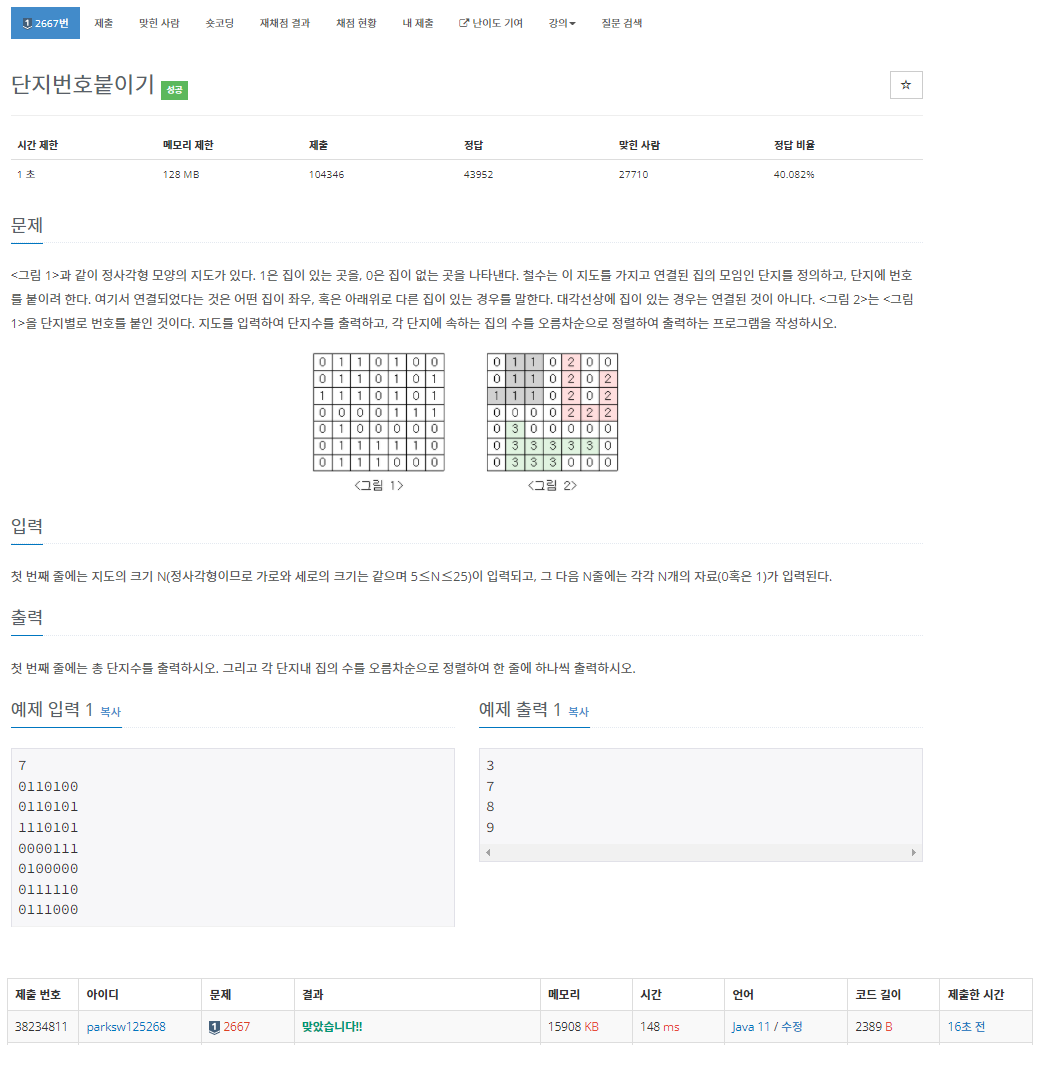 2667번 제출 맞힌 사람 숏코딩 재채점 결과 채점 현황 내 제출 난이도 기여 강의 질문 검색
단지번호붙이기 성공
시간 제한 메모리 제한 제출 정답 맞힌 사람 정답 비율
1 초 128 MB 104346 43952 27710 40.082%
문제
<그림 1>과 같이 정사각형 모양의 지도가 있다. 1은 집이 있는 곳을, 0은 집이 없는 곳을 나타낸다. 철수는 이 지도를 가지고 연결된 집의 모임인 단지를 정의하고, 단지에 번호
를 붙이려 한다. 여기서 연결되었다는 것은 어떤 집이 좌우, 혹은 아래위로 다른 집이 있는 경우를 말한다. 대각선상에 집이 있는 경우는 연결된 것이 아니다. <그림 2>는 <그림
1>을 단지별로 번호를 붙인 것이다. 지도를 입력하여 단지수를 출력하고, 각 단지에 속하는 집의 수를 오름차순으로 정렬하여 출력하는 프로그램을 작성하시오.
0 1 1 0 1 0 0 0 1 1 0 2 0 0
0 1 1 0 1 0 1 0 1 1 0 2 0 2
1 1 1 0 1 0 1 1 1 1 0 2 0 2
0 0 0 0 1 1 1 0 0 0 0 2 2 2
0 1 0 0 0 0 0 0 3 0 0 0 0 0
0 1 1 1 1 1 0 0 3 3 3 3 3 0
0 1 1 1 0 0 0 0 3 3 3 0 0 0
<그림 1> <그림 2>
입력
첫 번째 줄에는 지도의 크기 N(정사각형이므로 가로와 세로의 크기는 같으며 5≤N≤25)이 입력되고, 그 다음 N줄에는 각각 N개의 자료(0혹은 1)가 입력된다.
출력
첫 번째 줄에는 총 단지수를 출력하시오. 그리고 각 단지내 집의 수를 오름차순으로 정렬하여 한 줄에 하나씩 출력하시오.
예제 입력 1 복사
7
0110100
0110101
1110101
0000111
0100000
0111110
0111000
예제 출력 1 복사
3
7
8
9
제출 번호 아이디 문제 결과 메모리 시간 언어 코드 길이 제출한 시간
38234811 parksw125268 1 2667 맞았습니다!! 15908 KB 148 ms Java 11 / 수정 2389 B 16초 전